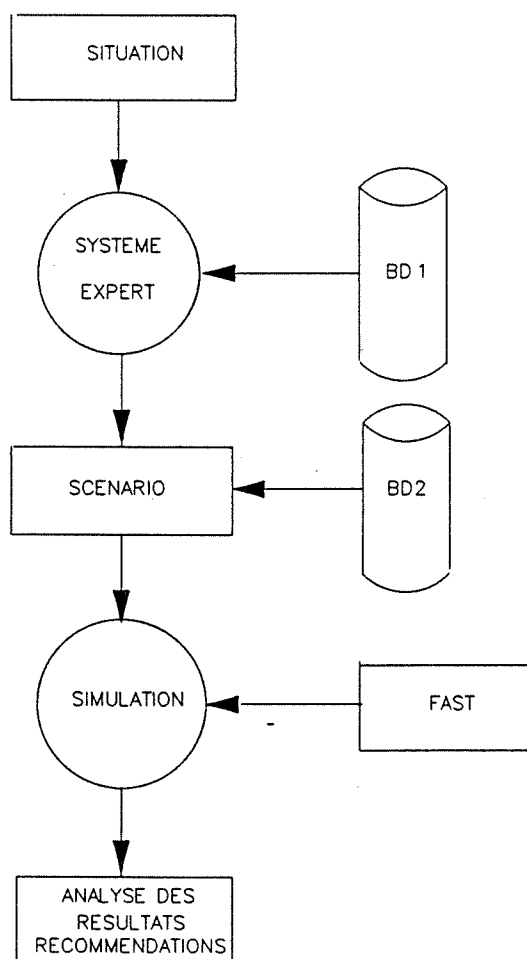 SITUATION
SYSTEME
EXPERT
BD 1
SCENARIO
BD2
SIMULATION
FAST
ANALYSE DES
RESULTATS
RECOMMENDATIONS